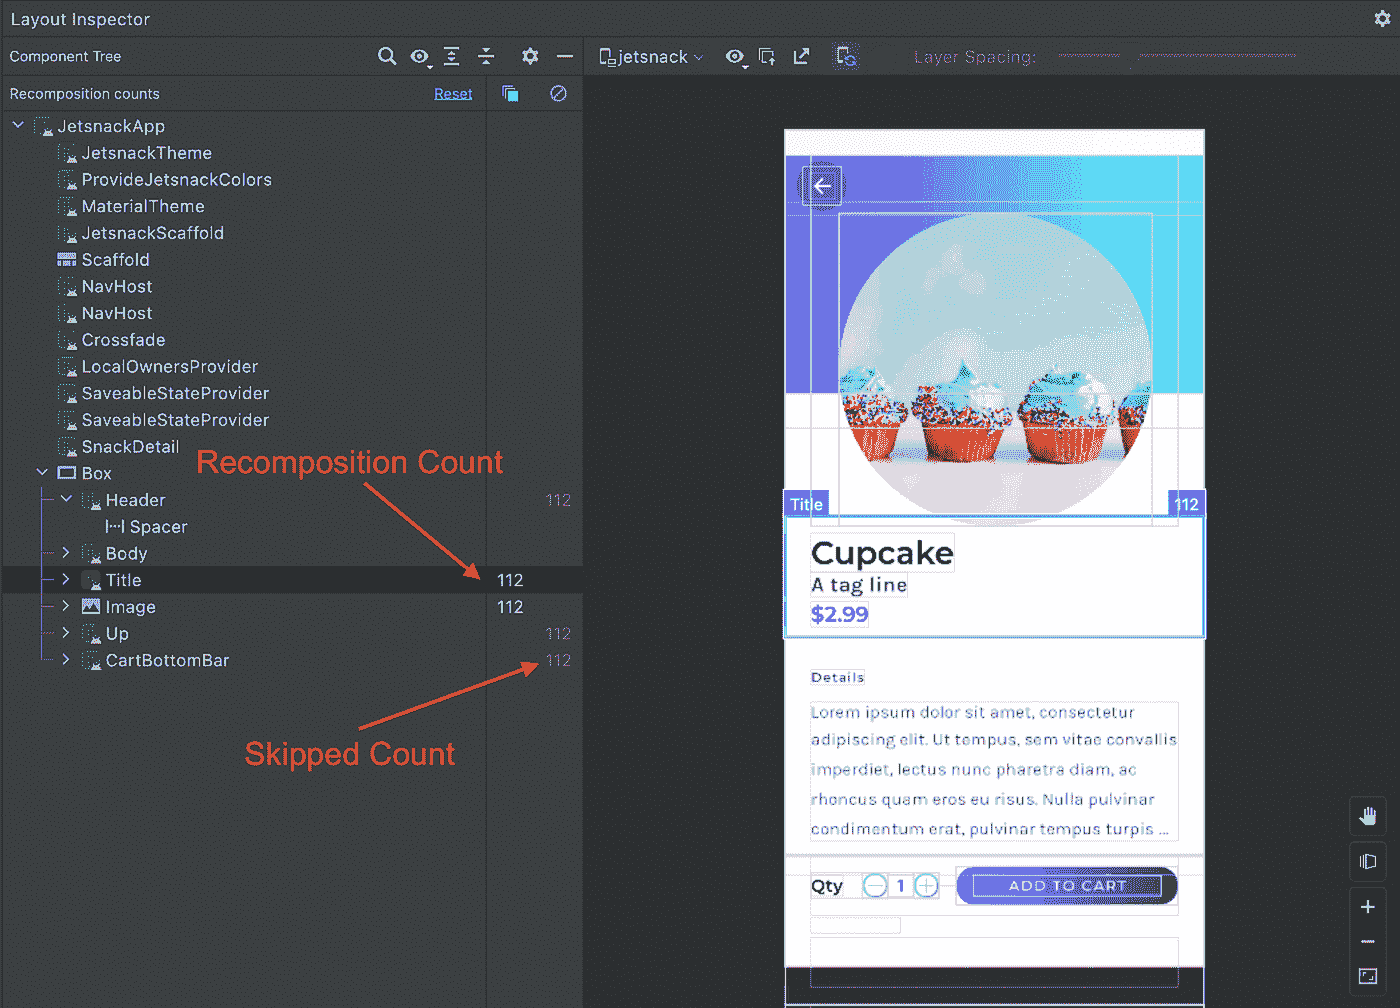 Layout Inspector
Component Tree
jetsnack
Layer Spacing:
Recomposition counts
Reset
JetsnackApp
JetsnackTheme
ProvideJetsnackColors
MaterialTheme
JetsnackScaffold
Scaffold
NavHost
NavHost
Crossfade
LocalOwnersProvider
SaveableStateProvider
SaveableStateProvider
SnackDetail
Box
Header 112
Spacer
Body
Title 112
Image 112
Up 112
CartBottomBar 112
Recomposition Count
Skipped Count
Title 112
Cupcake
A tag line
$2.99
Details
Lorem ipsum dolor sit amet, consectetur
adipiscing elit. Ut tempus, sem vitae convallis
imperdiet, lectus nunc pharetra diam, ac
rhoncus quam eros eu risus. Nulla pulvinar
condimentum erat, pulvinar tempus turpis ...
Qty 1 ADD TO CART